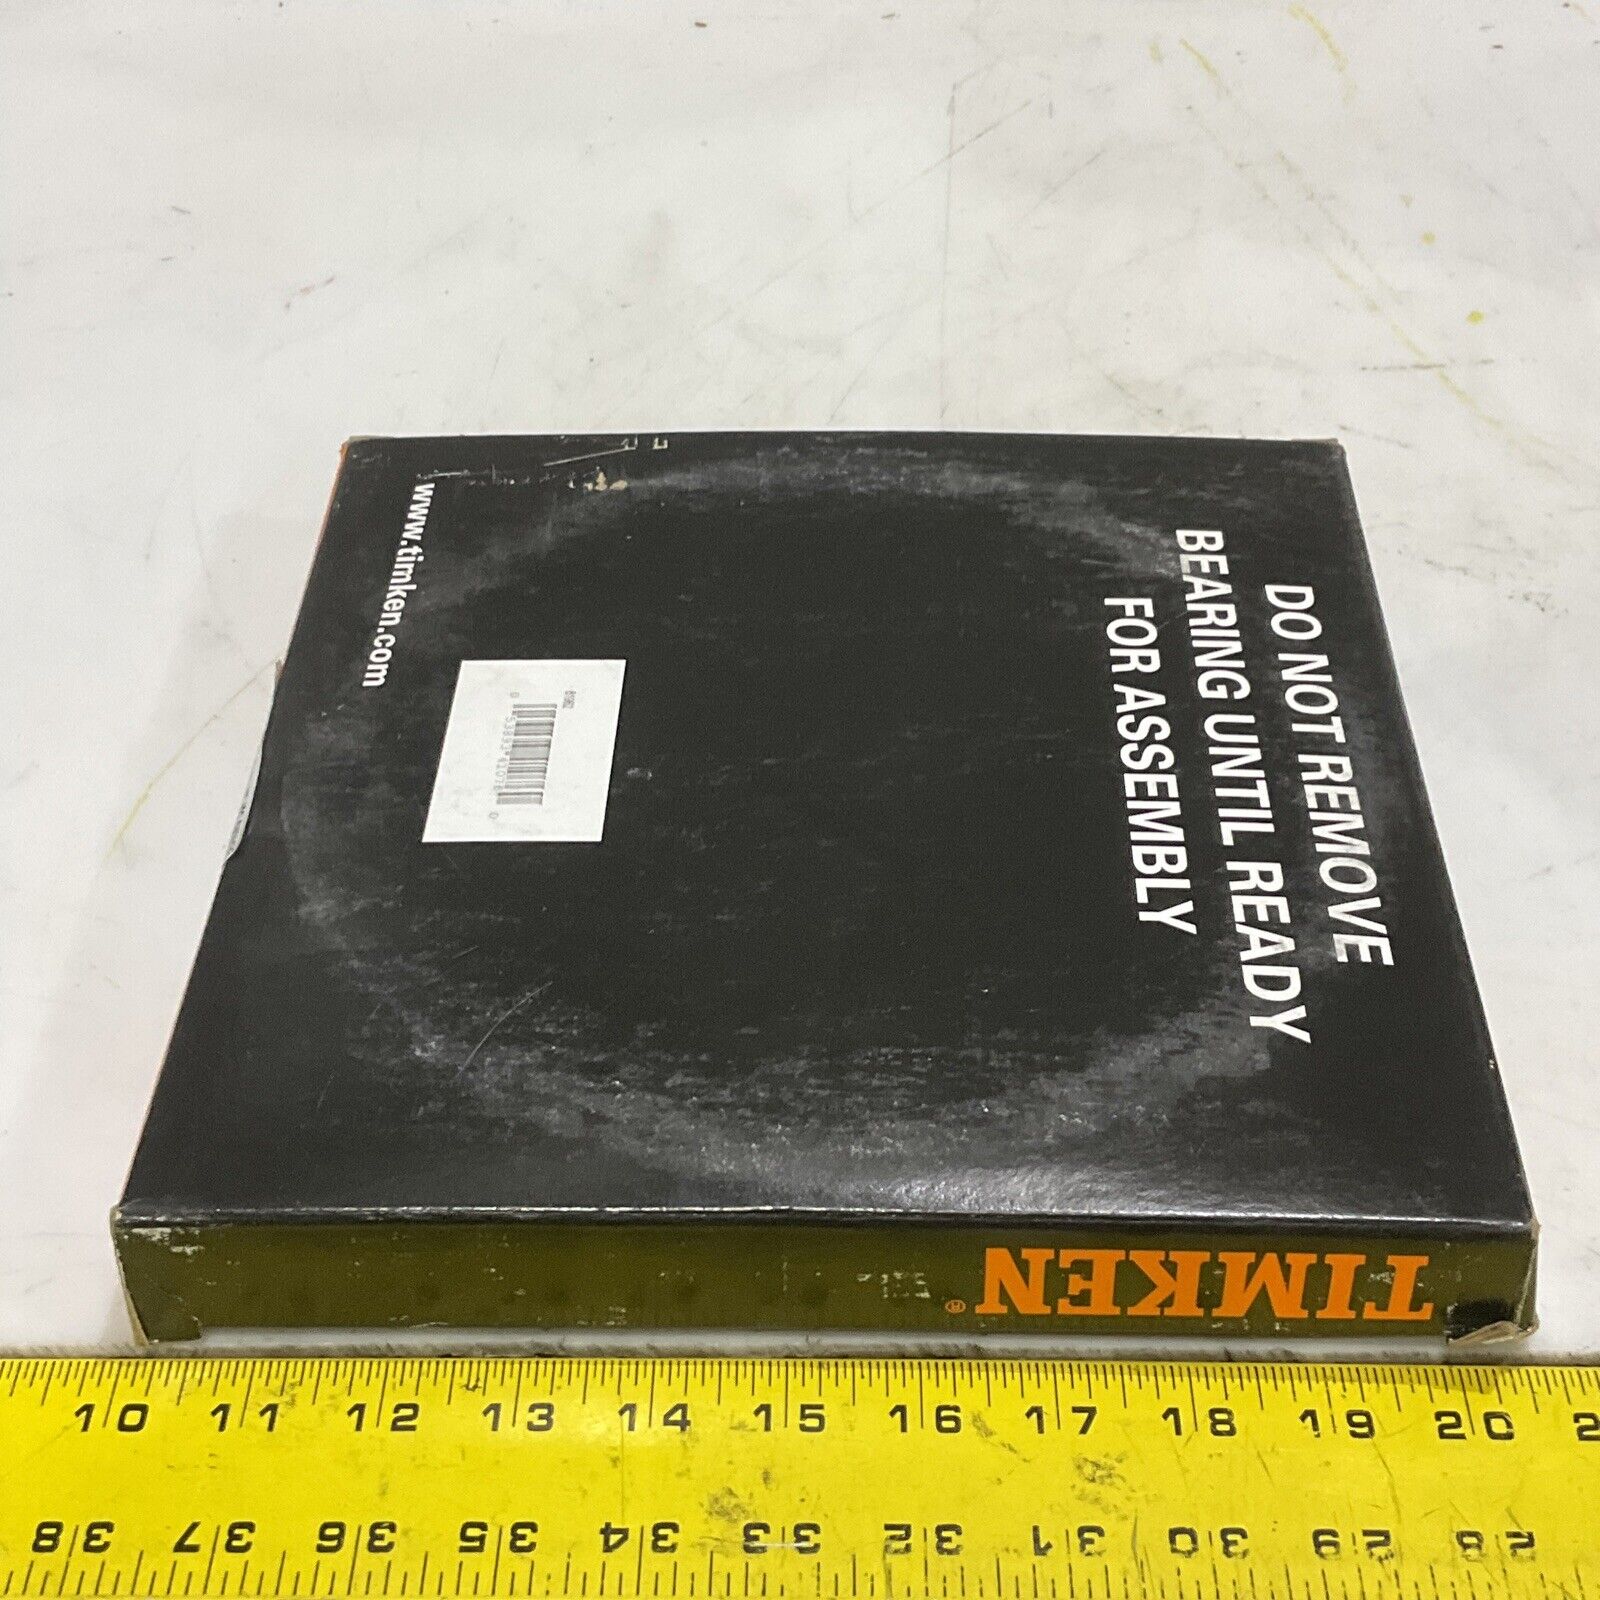 DO NOT REMOVE
BEARING UNTIL READY
FOR ASSEMBLY
www.timken.com
TIMKEN®
10 11 12 13 14 15 16 17 18 19 20
38 37 36 35 34 33 32 31 30 29 28